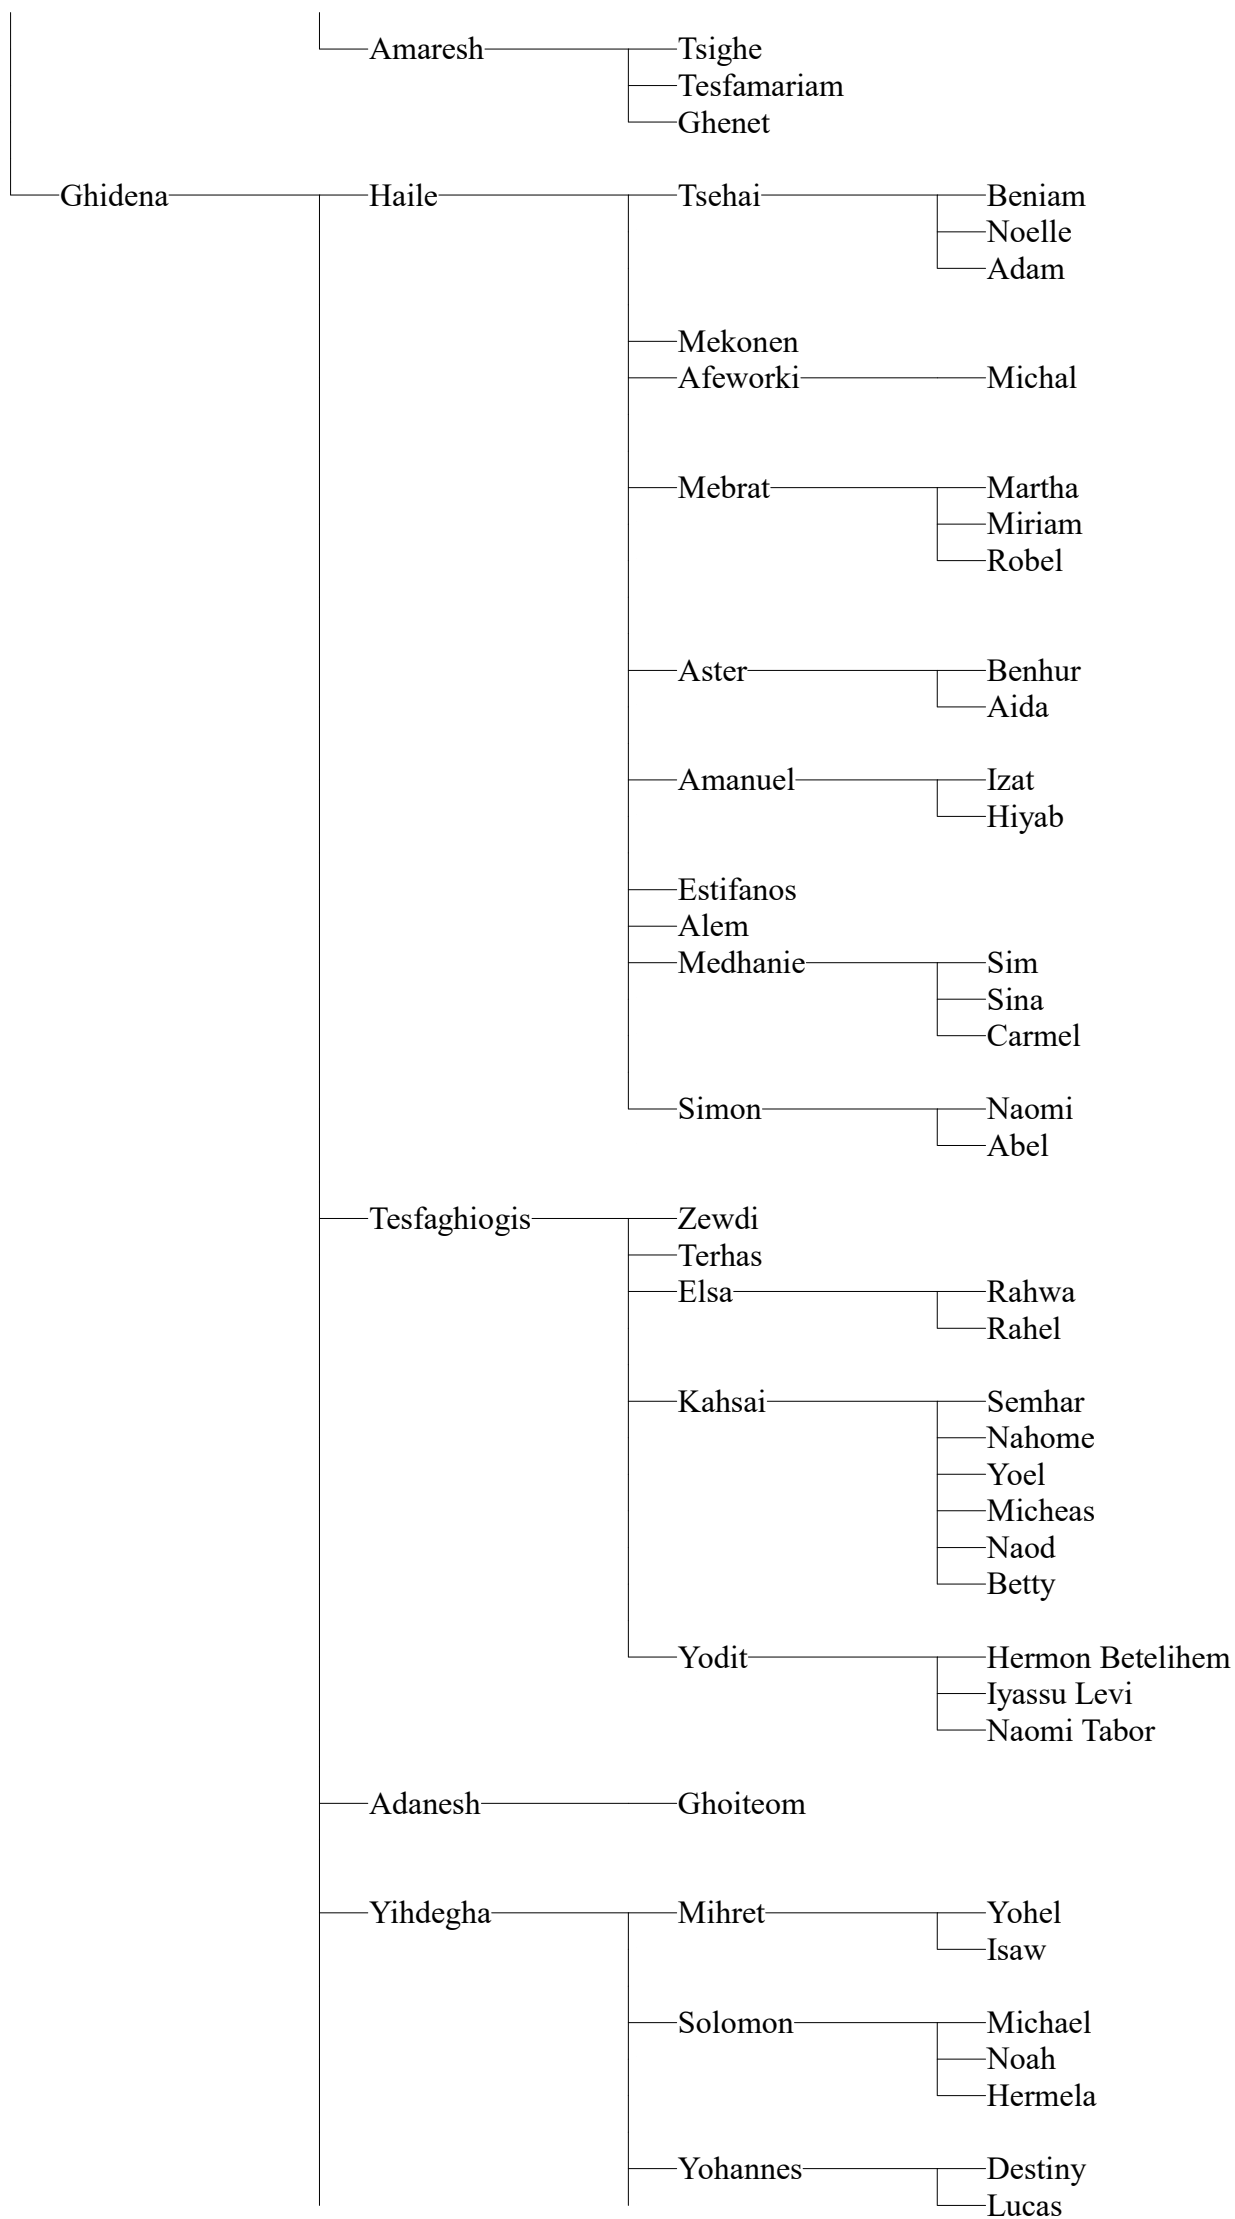 Amaresh Tsighe
Tesfamariam
Ghenet
Ghidena Haile Tsehai Beniam
Noelle
Adam
Mekonen
Afeworki Michal
Mebrat Martha
Miriam
Robel
Aster Benhur
Aida
Amanuel Izat
Hiyab
Estifanos
Alem
Medhanie Sim
Sina
Carmel
Simon Naomi
Abel
Tesfaghiogis Zewdi
Terhas
Elsa Rahwa
Rahel
Kahsai Semhar
Nahome
Yoel
Micheas
Naod
Betty
Yodit Hermon Betelihem
Iyassu Levi
Naomi Tabor
Adanesh Ghoiteom
Yihdegha Mihret Yohel
Isaw
Solomon Michael
Noah
Hermela
Yohannes Destiny
Lucas